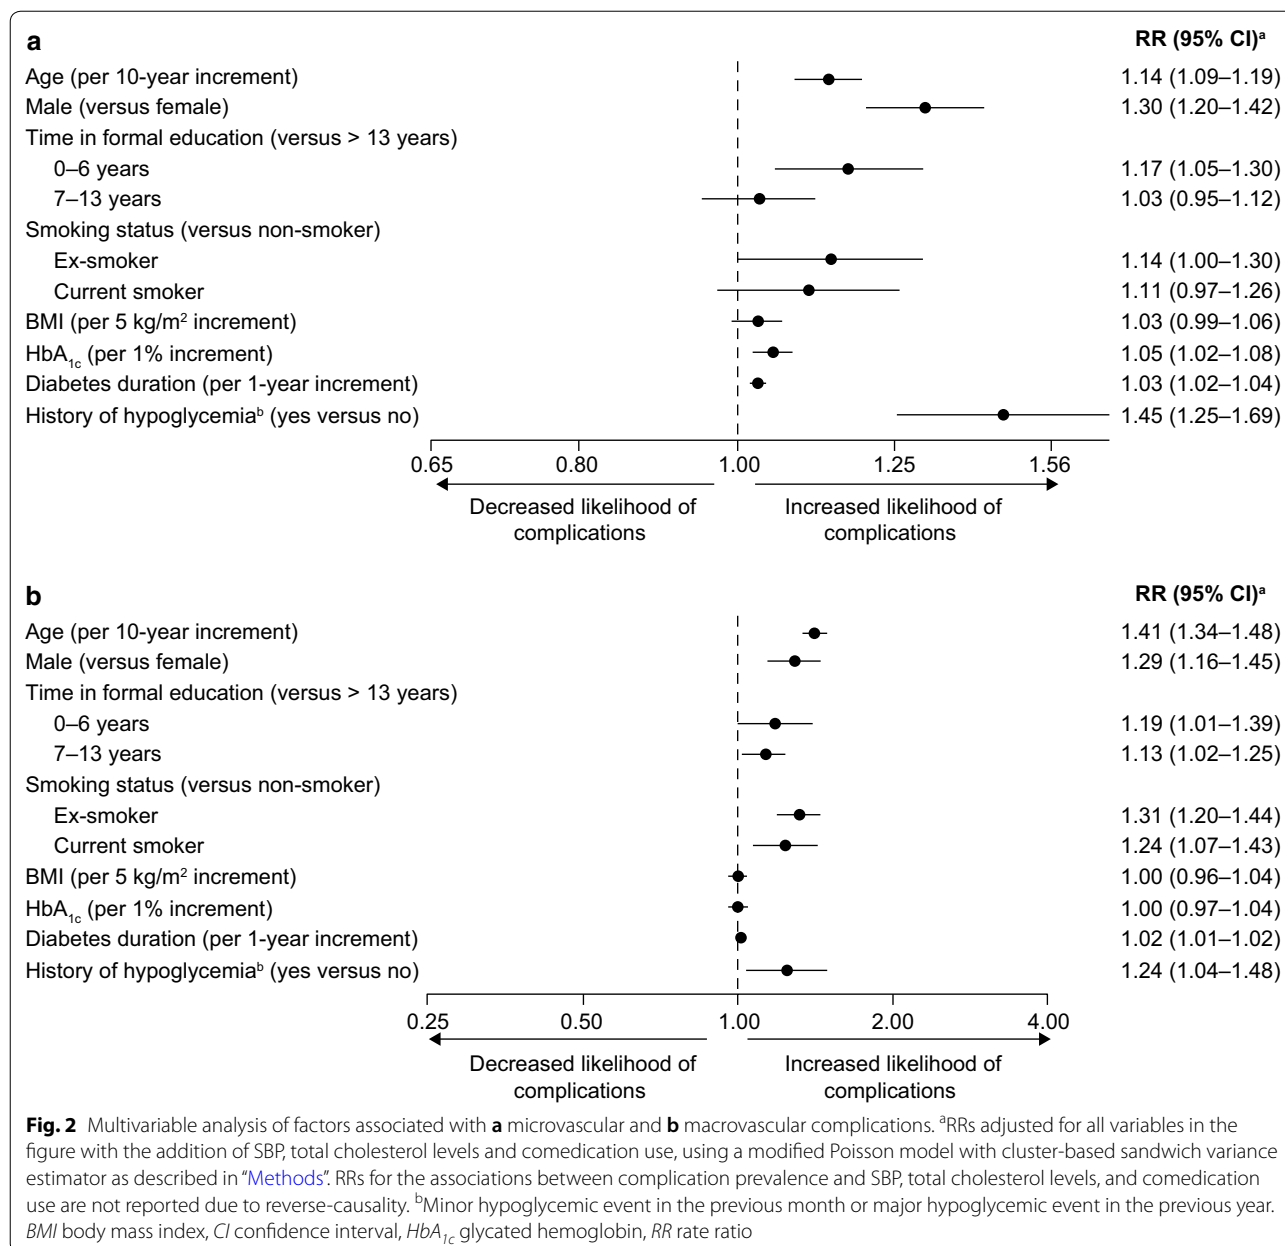 a
RR (95% CI)ᵃ
Age (per 10-year increment) 1.14 (1.09–1.19)
Male (versus female) 1.30 (1.20–1.42)
Time in formal education (versus > 13 years)
0–6 years 1.17 (1.05–1.30)
7–13 years 1.03 (0.95–1.12)
Smoking status (versus non-smoker)
Ex-smoker 1.14 (1.00–1.30)
Current smoker 1.11 (0.97–1.26)
BMI (per 5 kg/m² increment) 1.03 (0.99–1.06)
HbA1c (per 1% increment) 1.05 (1.02–1.08)
Diabetes duration (per 1-year increment) 1.03 (1.02–1.04)
History of hypoglycemiaᵇ (yes versus no) 1.45 (1.25–1.69)
0.65 0.80 1.00 1.25 1.56
Decreased likelihood of complications
Increased likelihood of complications
b
RR (95% CI)ᵃ
Age (per 10-year increment) 1.41 (1.34–1.48)
Male (versus female) 1.29 (1.16–1.45)
Time in formal education (versus > 13 years)
0–6 years 1.19 (1.01–1.39)
7–13 years 1.13 (1.02–1.25)
Smoking status (versus non-smoker)
Ex-smoker 1.31 (1.20–1.44)
Current smoker 1.24 (1.07–1.43)
BMI (per 5 kg/m² increment) 1.00 (0.96–1.04)
HbA1c (per 1% increment) 1.00 (0.97–1.04)
Diabetes duration (per 1-year increment) 1.02 (1.01–1.02)
History of hypoglycemiaᵇ (yes versus no) 1.24 (1.04–1.48)
0.25 0.50 1.00 2.00 4.00
Decreased likelihood of complications
Increased likelihood of complications
Fig. 2 Multivariable analysis of factors associated with a microvascular and b macrovascular complications. ᵃRRs adjusted for all variables in the
figure with the addition of SBP, total cholesterol levels and comedication use, using a modified Poisson model with cluster-based sandwich variance
estimator as described in “Methods”. RRs for the associations between complication prevalence and SBP, total cholesterol levels, and comedication
use are not reported due to reverse-causality. ᵇMinor hypoglycemic event in the previous month or major hypoglycemic event in the previous year.
BMI body mass index, CI confidence interval, HbA1c glycated hemoglobin, RR rate ratio